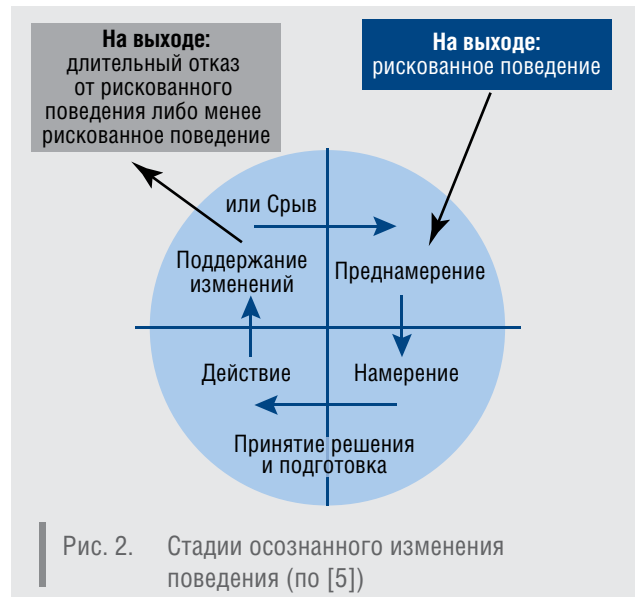 На выходе:
длительный отказ
от рискованного
поведения либо менее
рискованное поведение
На выходе:
рискованное поведение
или Срыв
Поддержание
изменений
Преднамерение
Действие
Намерение
Принятие решения
и подготовка
Рис. 2. Стадии осознанного изменения
поведения (по [5])